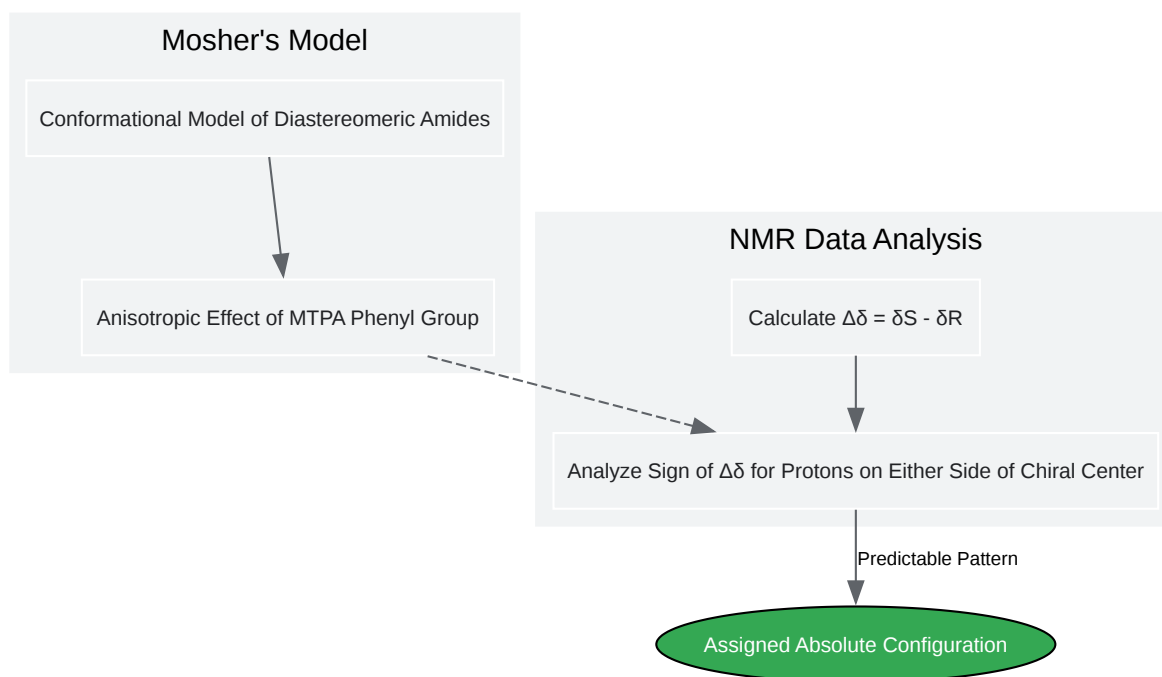 Mosher's Model
Conformational Model of Diastereomeric Amides
Anisotropic Effect of MTPA Phenyl Group
NMR Data Analysis
Calculate Δδ = δS - δR
Analyze Sign of Δδ for Protons on Either Side of Chiral Center
Predictable Pattern
Assigned Absolute Configuration